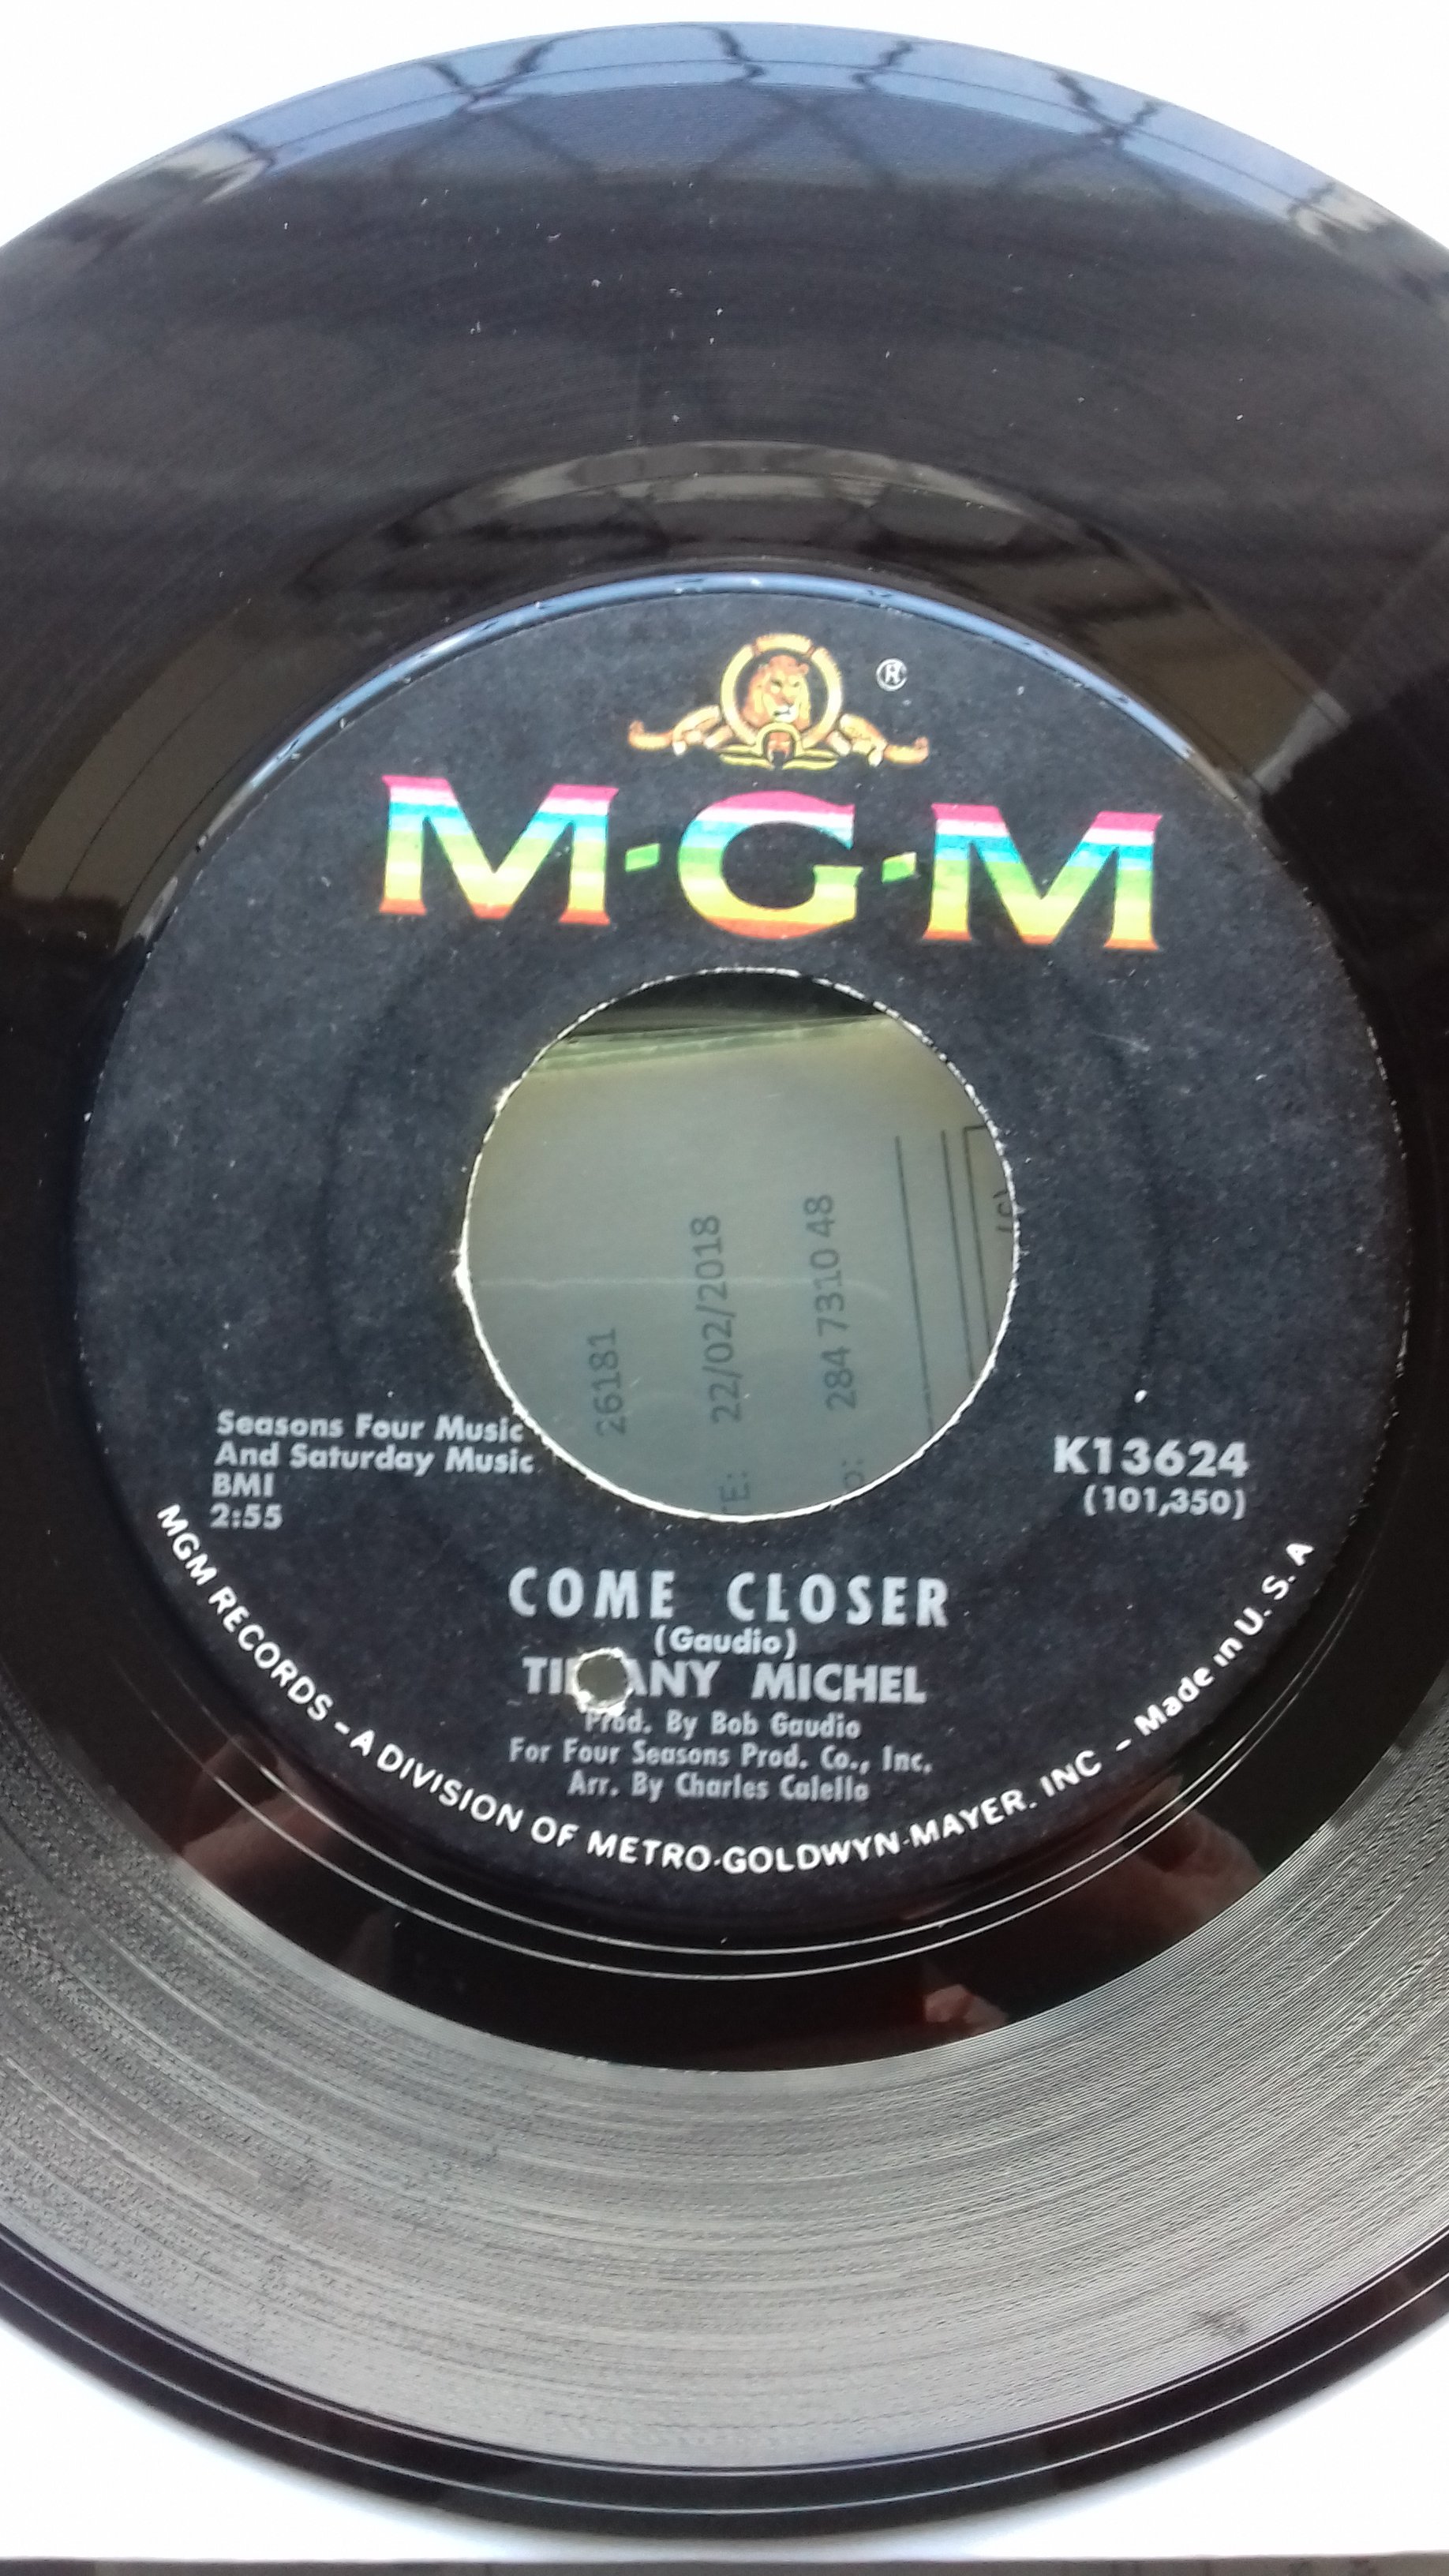 ®
M·G·M
26181
TE: 22/02/2018
284 7310 48
Seasons Four Music
And Saturday Music
BMI
2:55
K13624
(101,350)
COME CLOSER
(Gaudio)
MICHEL
Prod. By Bob Gaudio
For Four Seasons Prod. Co., Inc.
Arr. By Charles Calello
MGM RECORDS – A DIVISION OF METRO-GOLDWYN-MAYER. INC – Made in U. S. A